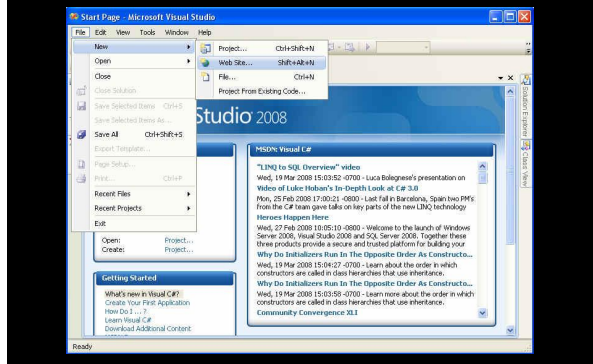 Start Page - Microsoft Visual Studio
File Edit View Tools Window Help
New
Open
Close
Close Solution
Save Selected Items Ctrl+S
Save Selected Items As...
Save All Ctrl+Shift+S
Export Template...
Page Setup...
Print... Ctrl+P
Recent Files
Recent Projects
Exit
Project... Ctrl+Shift+N
Web Site... Shift+Alt+N
File... Ctrl+N
Project From Existing Code...
Studio 2008
Solution Explorer
Class View
Open: Project...
Create: Project...
Getting Started
What's new in Visual C#?
Create Your First Application
How Do I ... ?
Learn Visual C#
Download Additional Content
MSDN: Visual C#
"LINQ to SQL Overview" video
Wed, 19 Mar 2008 15:03:52 -0700 - Luca Bolegnese's presentation on
Video of Luke Hoban's In-Depth Look at C# 3.0
Mon, 25 Feb 2008 17:00:21 -0800 - Last fall in Barcelona, Spain two PM's
from the C# team gave talks on key parts of the new LINQ technology
Heroes Happen Here
Wed, 27 Feb 2008 10:05:10 -0800 - Welcome to the launch of Windows
Server 2008, Visual Studio 2008 and SQL Server 2008. Together these
three products provide a secure and trusted platform for building your
Why Do Initializers Run In The Opposite Order As Constructo...
Wed, 19 Mar 2008 15:04:27 -0700 - Learn about the order in which
constructors are called in class hierarchies that use inheritance.
Why Do Initializers Run In The Opposite Order As Constructo...
Wed, 19 Mar 2008 15:03:58 -0700 - Learn more about the order in which
constructors are called in class hierarchies that use inheritance.
Community Convergence XLI
Ready